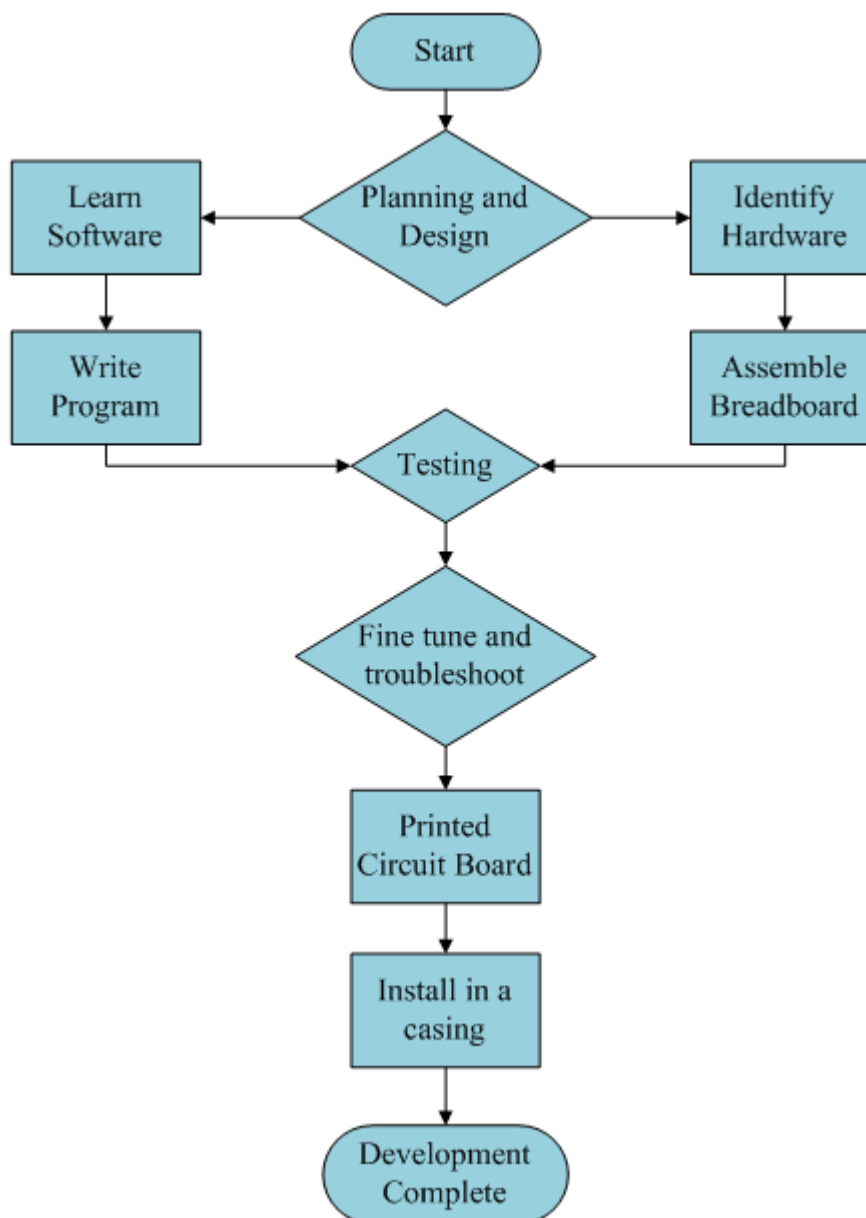 Start
Planning and
Design
Learn
Software
Identify
Hardware
Write
Program
Assemble
Breadboard
Testing
Fine tune and
troubleshoot
Printed
Circuit Board
Install in a
casing
Development
Complete